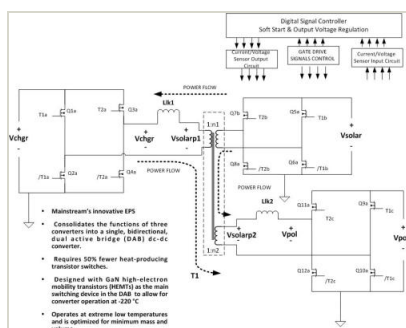 Digital Signal Controller
Soft Start & Output Voltage Regulation
Current/Voltage
Sensor Output
Circuit
GATE DRIVE
SIGNALS CONTROL
Current/Voltage
Sensor Input Circuit
POWER FLOW
Llk1
T1a
Q1a
T2a
Q3a
+
Vchgr
-
+
Vchgr
-
+
Vsolarp1
-
1:n1
Q7b
T2b
Q5a
T1b
+
Vsolar
-
/T1a
Q2a
/T2a
Q4a
POWER FLOW
Q8a
/T2b
Q6a
/T1b
POWER FLOW
Llk2
Q11a
T2c
Q9a
T1c
+
Vsolarp2
-
+
Vpol
-
+
Vpol
-
1:n2
T1
Q12a
/T2c
Q10a
/T1c
• Mainstream's innovative EPS
• Consolidates the functions of three
converters into a single, bidirectional,
dual active bridge (DAB) dc-dc
converter.
• Requires 50% fewer heat-producing
transistor switches.
• Designed with GaN high-electron
mobility transistors (HEMTs) as the main
switching device in the DAB to allow for
converter operation at -220 °C
• Operates at extreme low temperatures
and is optimized for minimum mass and